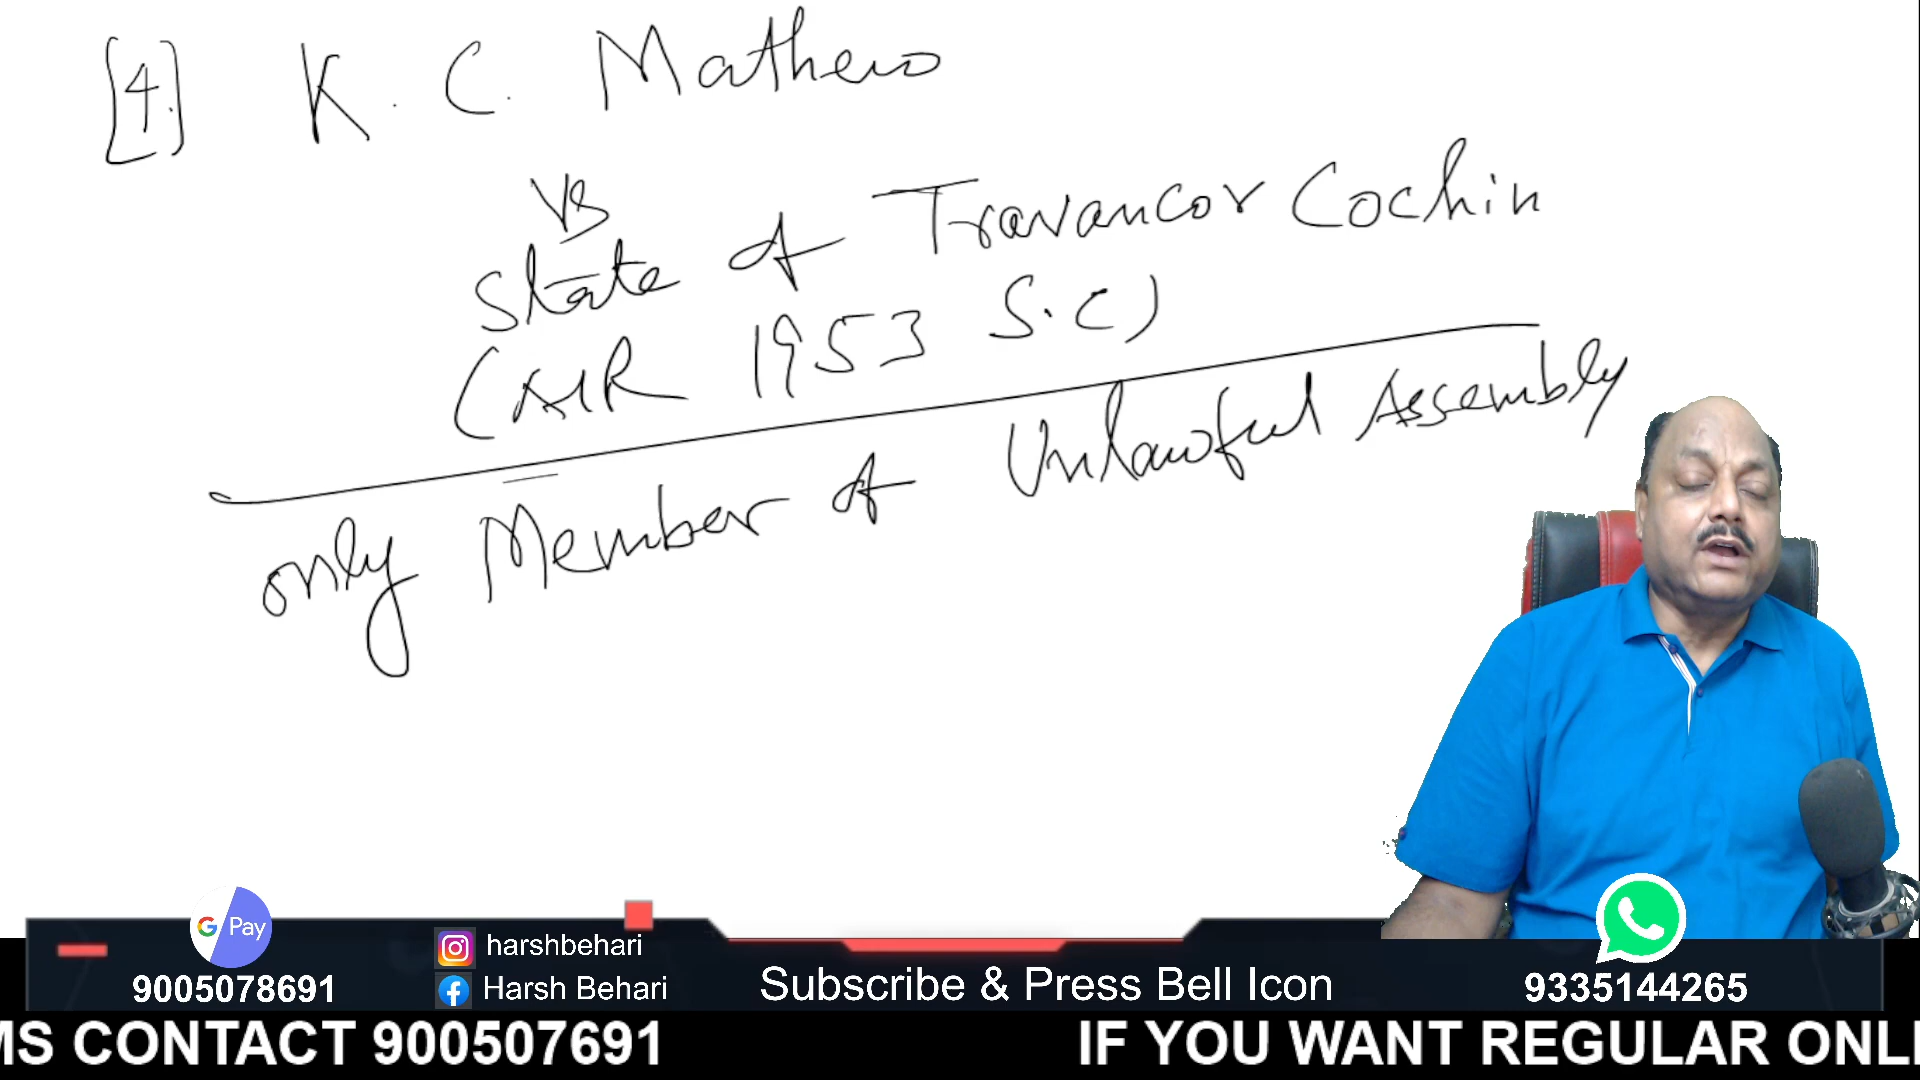 [4.] K. C. Mathew
VS
State of Travancor Cochin
(AIR 1953 S.C)
only Member of Unlawful Assembly
G Pay
9005078691
harshbehari
Harsh Behari
Subscribe & Press Bell Icon
9335144265
MS CONTACT 900507691 IF YOU WANT REGULAR ONLI